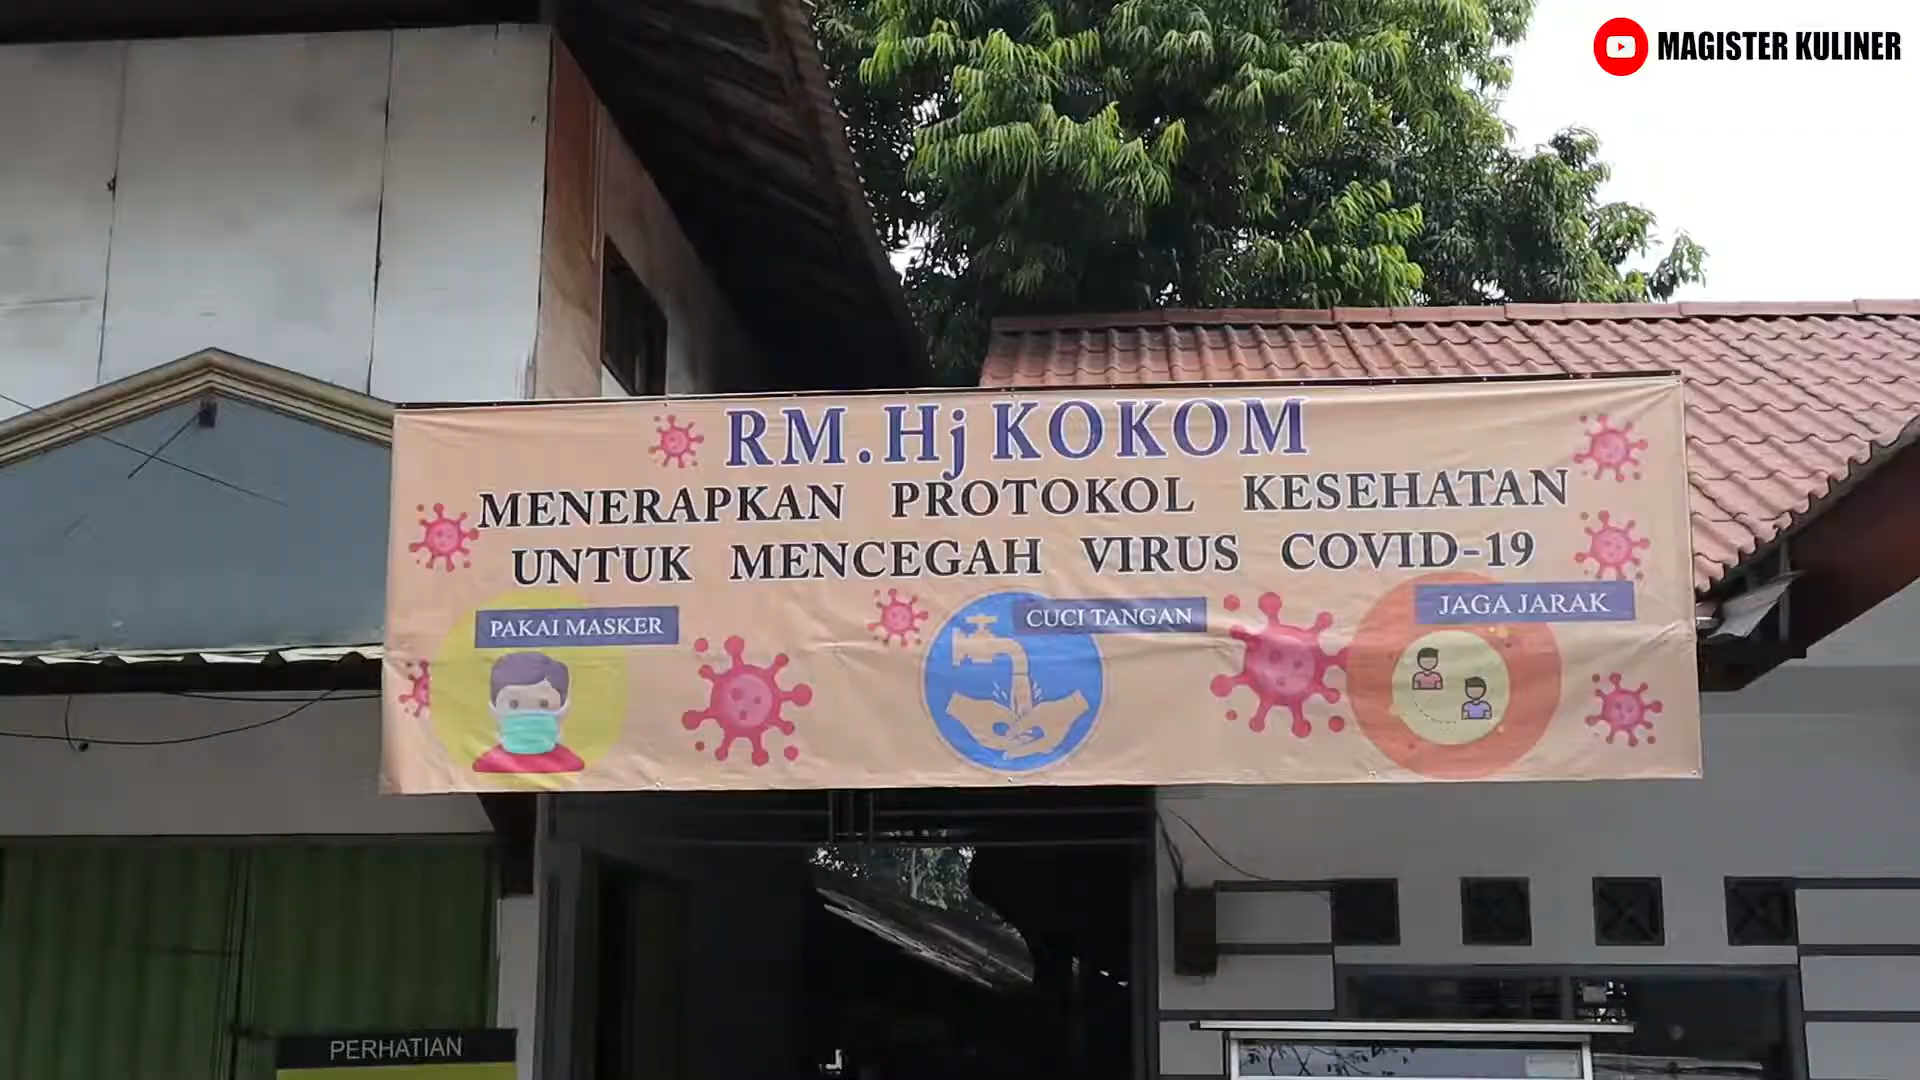 MAGISTER KULINER
RM.Hj KOKOM
MENERAPKAN PROTOKOL KESEHATAN
UNTUK MENCEGAH VIRUS COVID-19
PAKAI MASKER
CUCI TANGAN
JAGA JARAK
PERHATIAN